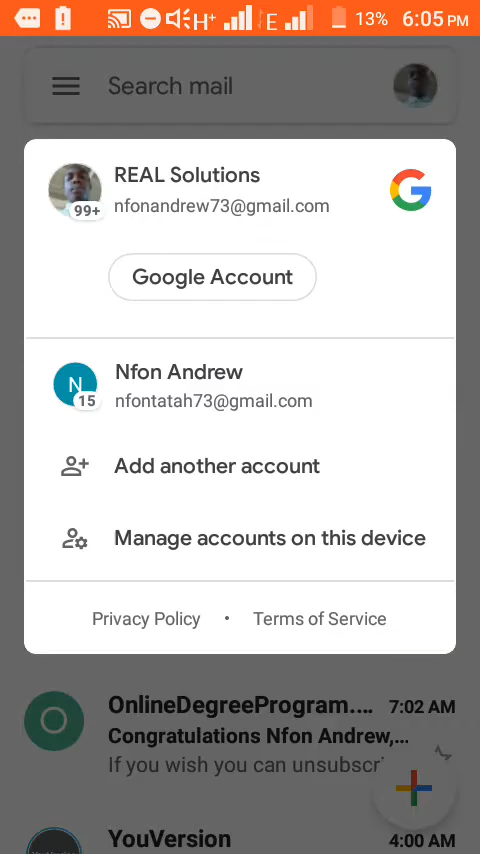 H+ E 13% 6:05 PM
Search mail
REAL Solutions
99+
nfonandrew73@gmail.com
Google Account
Nfon Andrew
N
15
nfontatah73@gmail.com
Add another account
Manage accounts on this device
Privacy Policy • Terms of Service
O
OnlineDegreeProgram.... 7:02 AM
Congratulations Nfon Andrew,...
If you wish you can unsubscr
YouVersion 4:00 AM